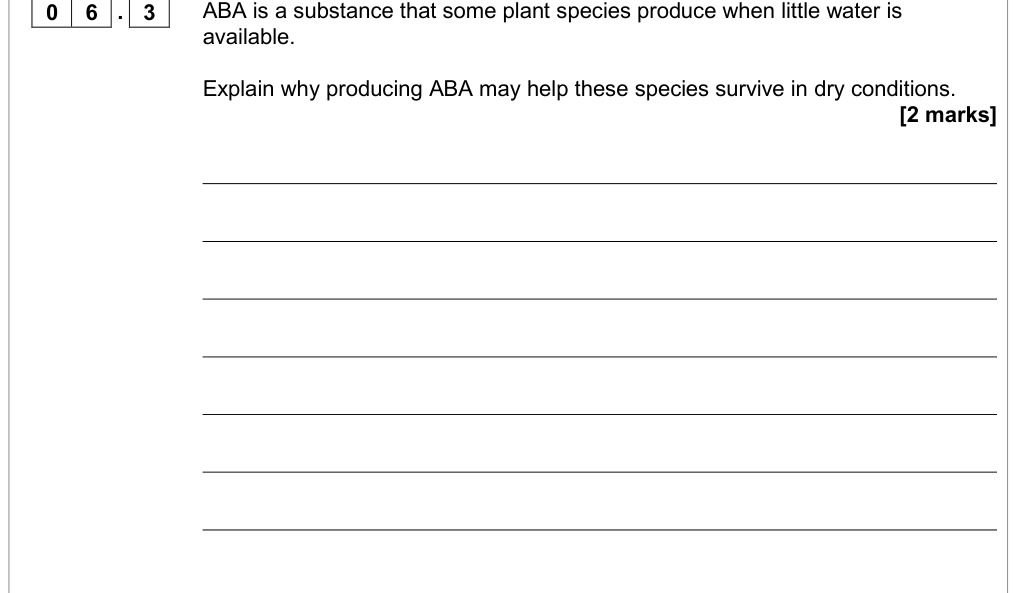 0 6 . 3 ABA is a substance that some plant species produce when little water is
available.
Explain why producing ABA may help these species survive in dry conditions.
[2 marks]